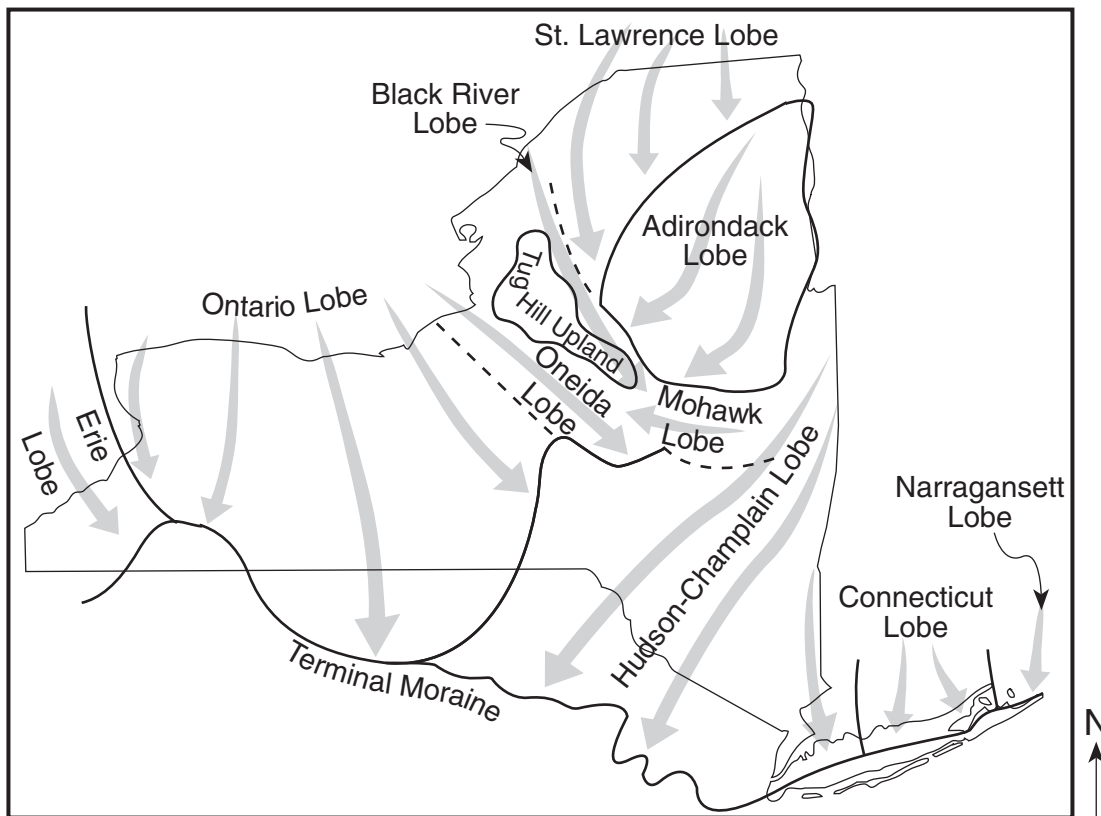 St. Lawrence Lobe
Black River
Lobe
Adirondack
Lobe
Tug
Hill Upland
Ontario Lobe
Oneida
Lobe
Mohawk
Lobe
Erie
Lobe
Hudson-Champlain Lobe
Narragansett
Lobe
Connecticut
Lobe
Terminal Moraine
N